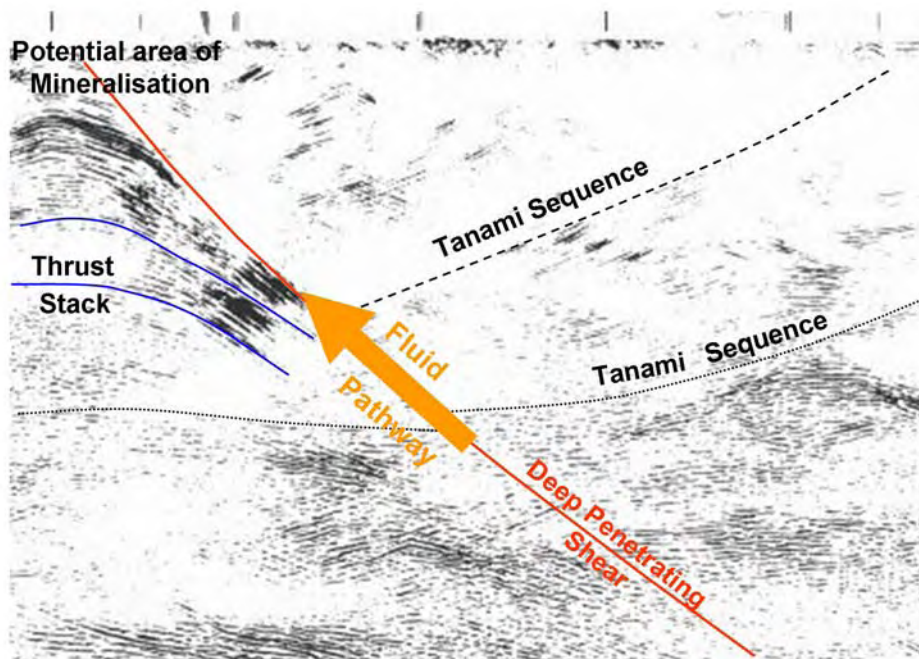 Potential area of
Mineralisation
Tanami Sequence
Thrust
Stack
Fluid
Pathway
Tanami Sequence
Deep Penetrating
Shear